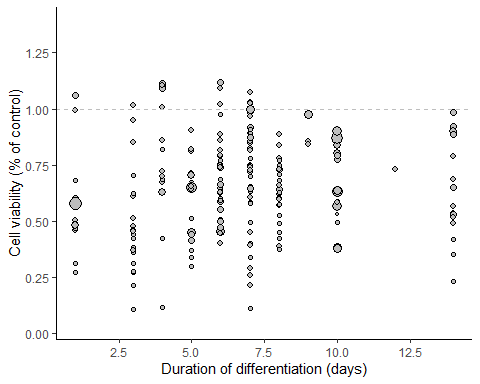 Cell viability (% of control)
1.25
1.00
0.75
0.50
0.25
0.00
2.5 5.0 7.5 10.0 12.5
Duration of differentiation (days)